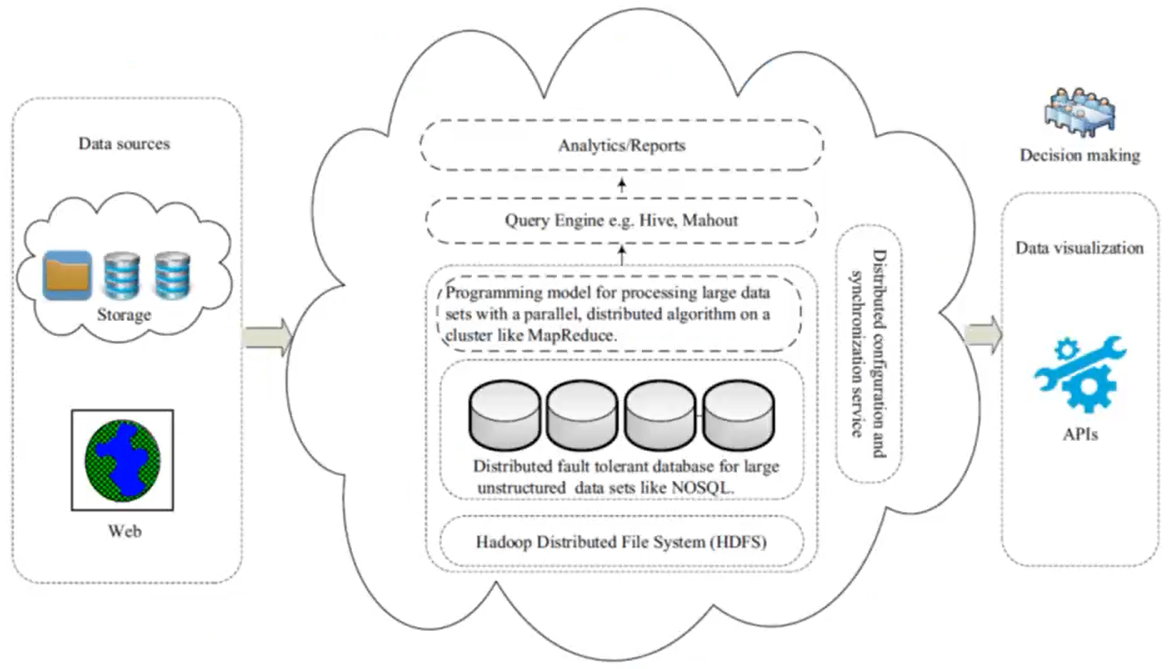 Data sources
Storage
Web
Analytics/Reports
Query Engine e.g. Hive, Mahout
Programming model for processing large data
sets with a parallel, distributed algorithm on a
cluster like MapReduce.
Distributed fault tolerant database for large
unstructured data sets like NOSQL.
Hadoop Distributed File System (HDFS)
Distributed configuration and
synchronization service
Decision making
Data visualization
APIs